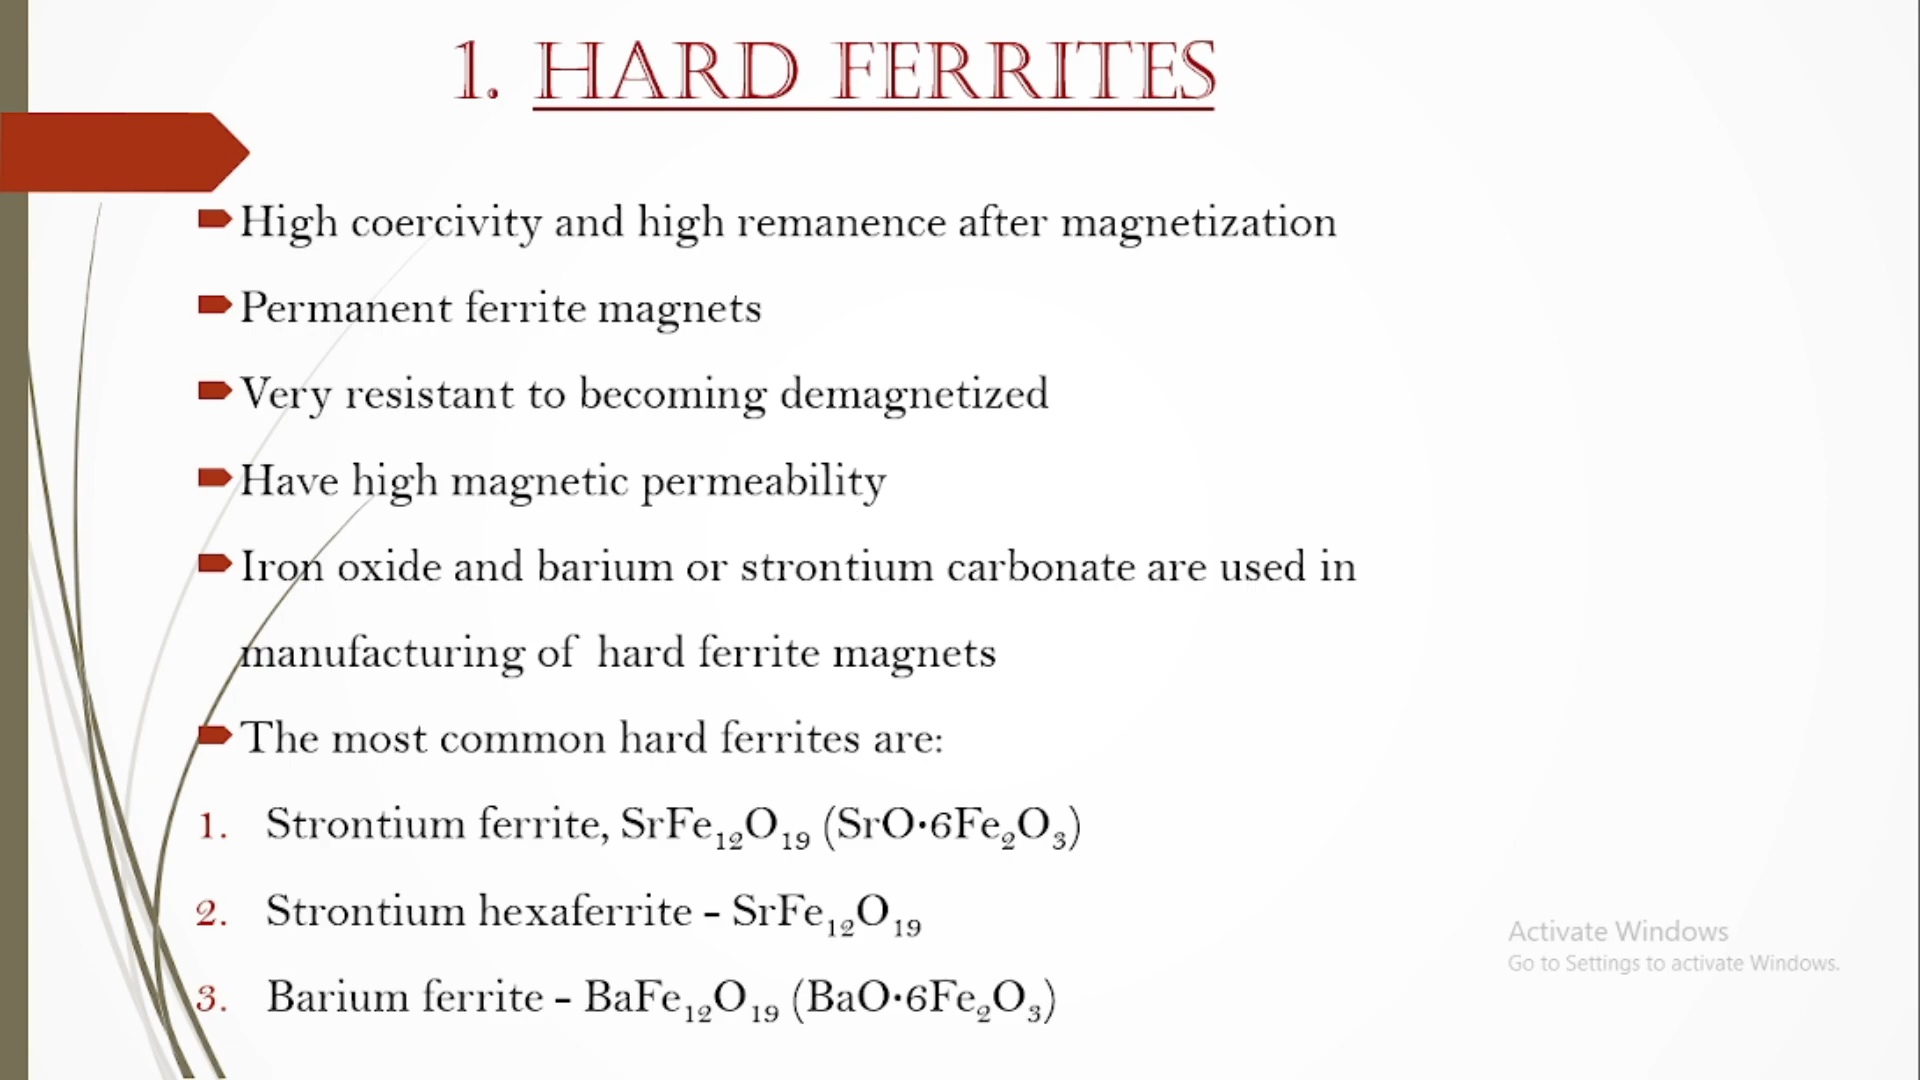 1. HARD FERRITES
High coercivity and high remanence after magnetization
Permanent ferrite magnets
Very resistant to becoming demagnetized
Have high magnetic permeability
Iron oxide and barium or strontium carbonate are used in
manufacturing of hard ferrite magnets
The most common hard ferrites are:
1. Strontium ferrite, SrFe₁₂O₁₉ (SrO·6Fe₂O₃)
2. Strontium hexaferrite - SrFe₁₂O₁₉
3. Barium ferrite - BaFe₁₂O₁₉ (BaO·6Fe₂O₃)
Activate Windows
Go to Settings to activate Windows.